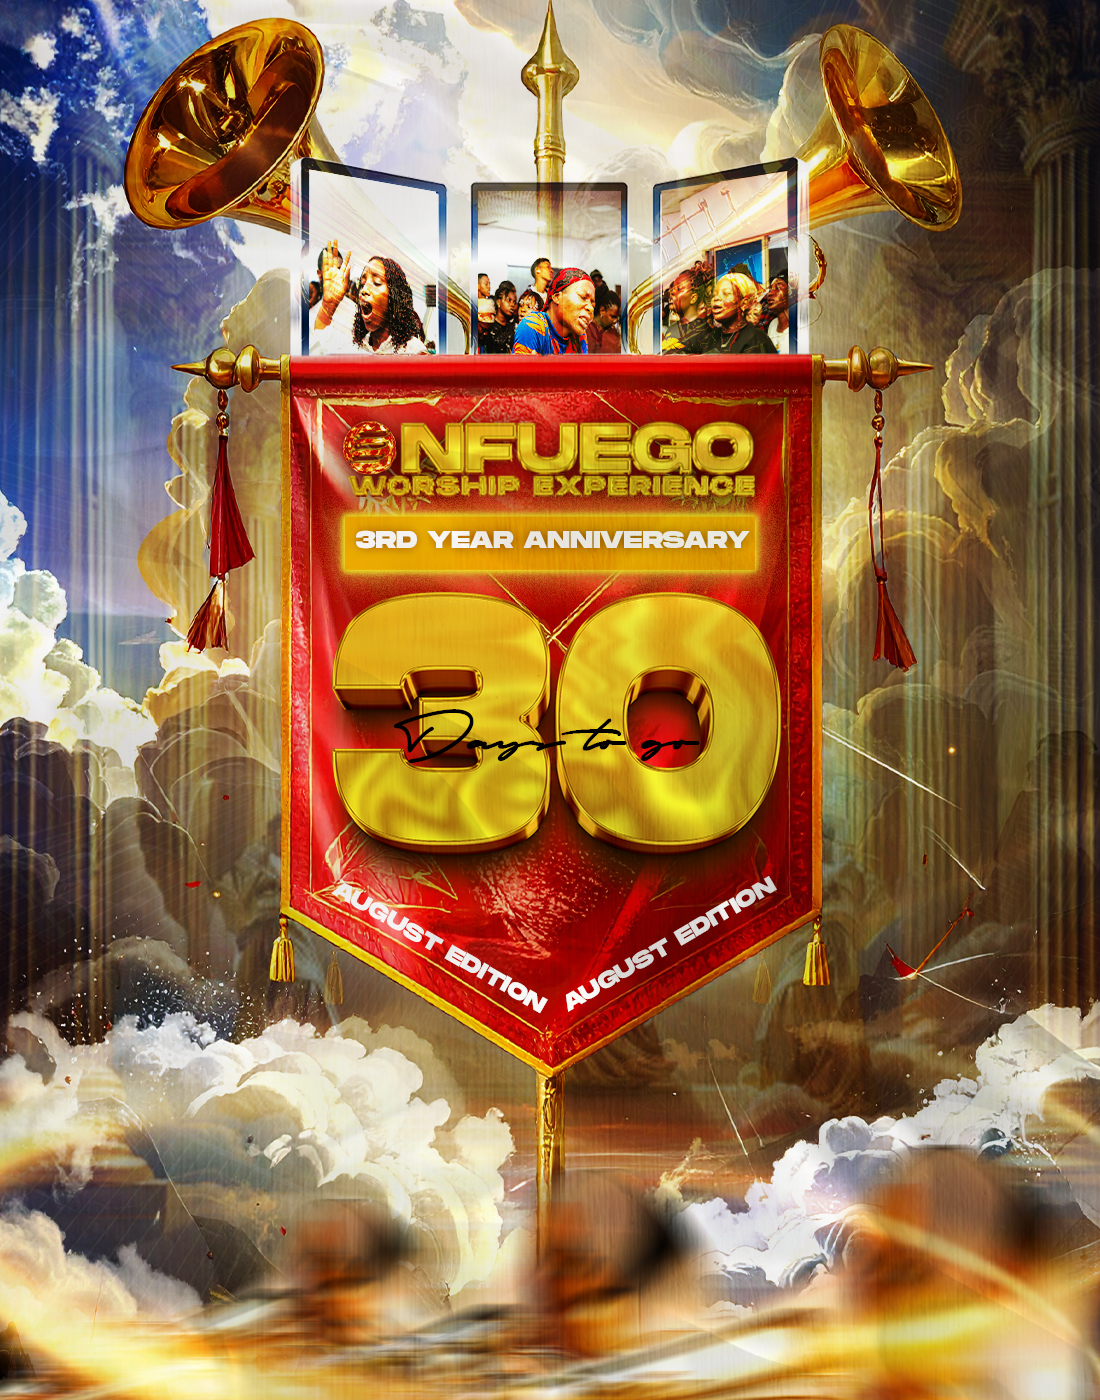 ENFUEGO
WORSHIP EXPERIENCE
3RD YEAR ANNIVERSARY
30
Days to go
AUGUST EDITION AUGUST EDITION